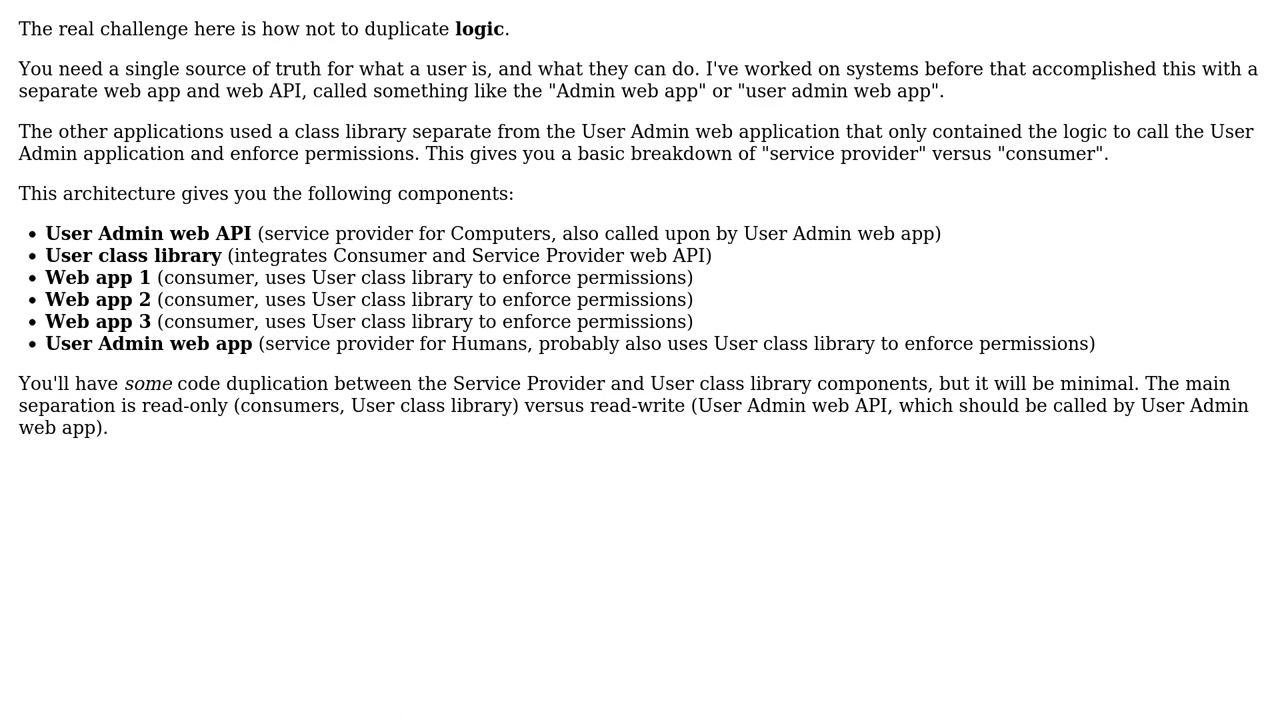 The real challenge here is how not to duplicate logic.
You need a single source of truth for what a user is, and what they can do. I've worked on systems before that accomplished this with a
separate web app and web API, called something like the "Admin web app" or "user admin web app".
The other applications used a class library separate from the User Admin web application that only contained the logic to call the User
Admin application and enforce permissions. This gives you a basic breakdown of "service provider" versus "consumer".
This architecture gives you the following components:
• User Admin web API (service provider for Computers, also called upon by User Admin web app)
• User class library (integrates Consumer and Service Provider web API)
• Web app 1 (consumer, uses User class library to enforce permissions)
• Web app 2 (consumer, uses User class library to enforce permissions)
• Web app 3 (consumer, uses User class library to enforce permissions)
• User Admin web app (service provider for Humans, probably also uses User class library to enforce permissions)
You'll have some code duplication between the Service Provider and User class library components, but it will be minimal. The main
separation is read-only (consumers, User class library) versus read-write (User Admin web API, which should be called by User Admin
web app).